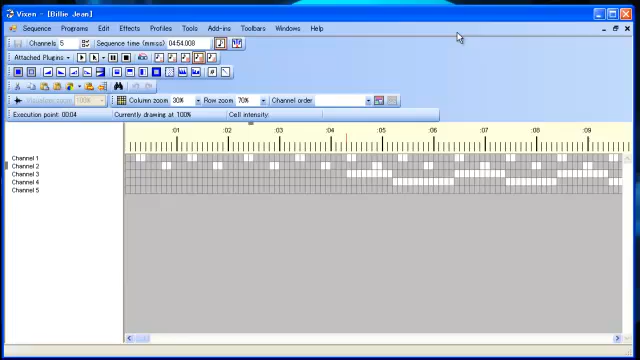 Vixen - [Billie Jean]
Sequence Programs Edit Effects Profiles Tools Add-ins Toolbars Windows Help
Channels 5 Sequence time (mm:ss) 04:54.008
Attached Plugins
Waveform zoom 100% Column zoom 30% Row zoom 70% Channel order
Execution point: 00:04 Currently drawing at 100% Cell intensity:
:01 :02 :03 :04 :05 :06 :07 :08 :09
Channel 1
Channel 2
Channel 3
Channel 4
Channel 5